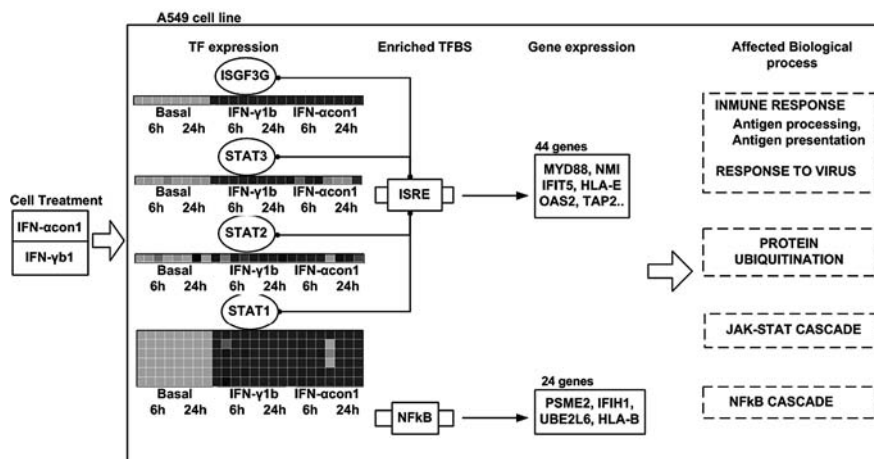 A549 cell line
TF expression
Enriched TFBS
Gene expression
Affected Biological
process
ISGF3G
Basal IFN-γ1b IFN-αcon1
6h 24h 6h 24h 6h 24h
STAT3
Basal IFN-γ1b IFN-αcon1
6h 24h 6h 24h 6h 24h
STAT2
Basal IFN-γ1b IFN-αcon1
6h 24h 6h 24h 6h 24h
STAT1
Basal IFN-γ1b IFN-αcon1
6h 24h 6h 24h 6h 24h
Cell Treatment
IFN-αcon1
IFN-γb1
ISRE
NFkB
44 genes
MYD88, NMI
IFIT5, HLA-E
OAS2, TAP2..
24 genes
PSME2, IFIH1,
UBE2L6, HLA-B
INMUNE RESPONSE
Antigen processing,
Antigen presentation
RESPONSE TO VIRUS
PROTEIN
UBIQUITINATION
JAK-STAT CASCADE
NFkB CASCADE